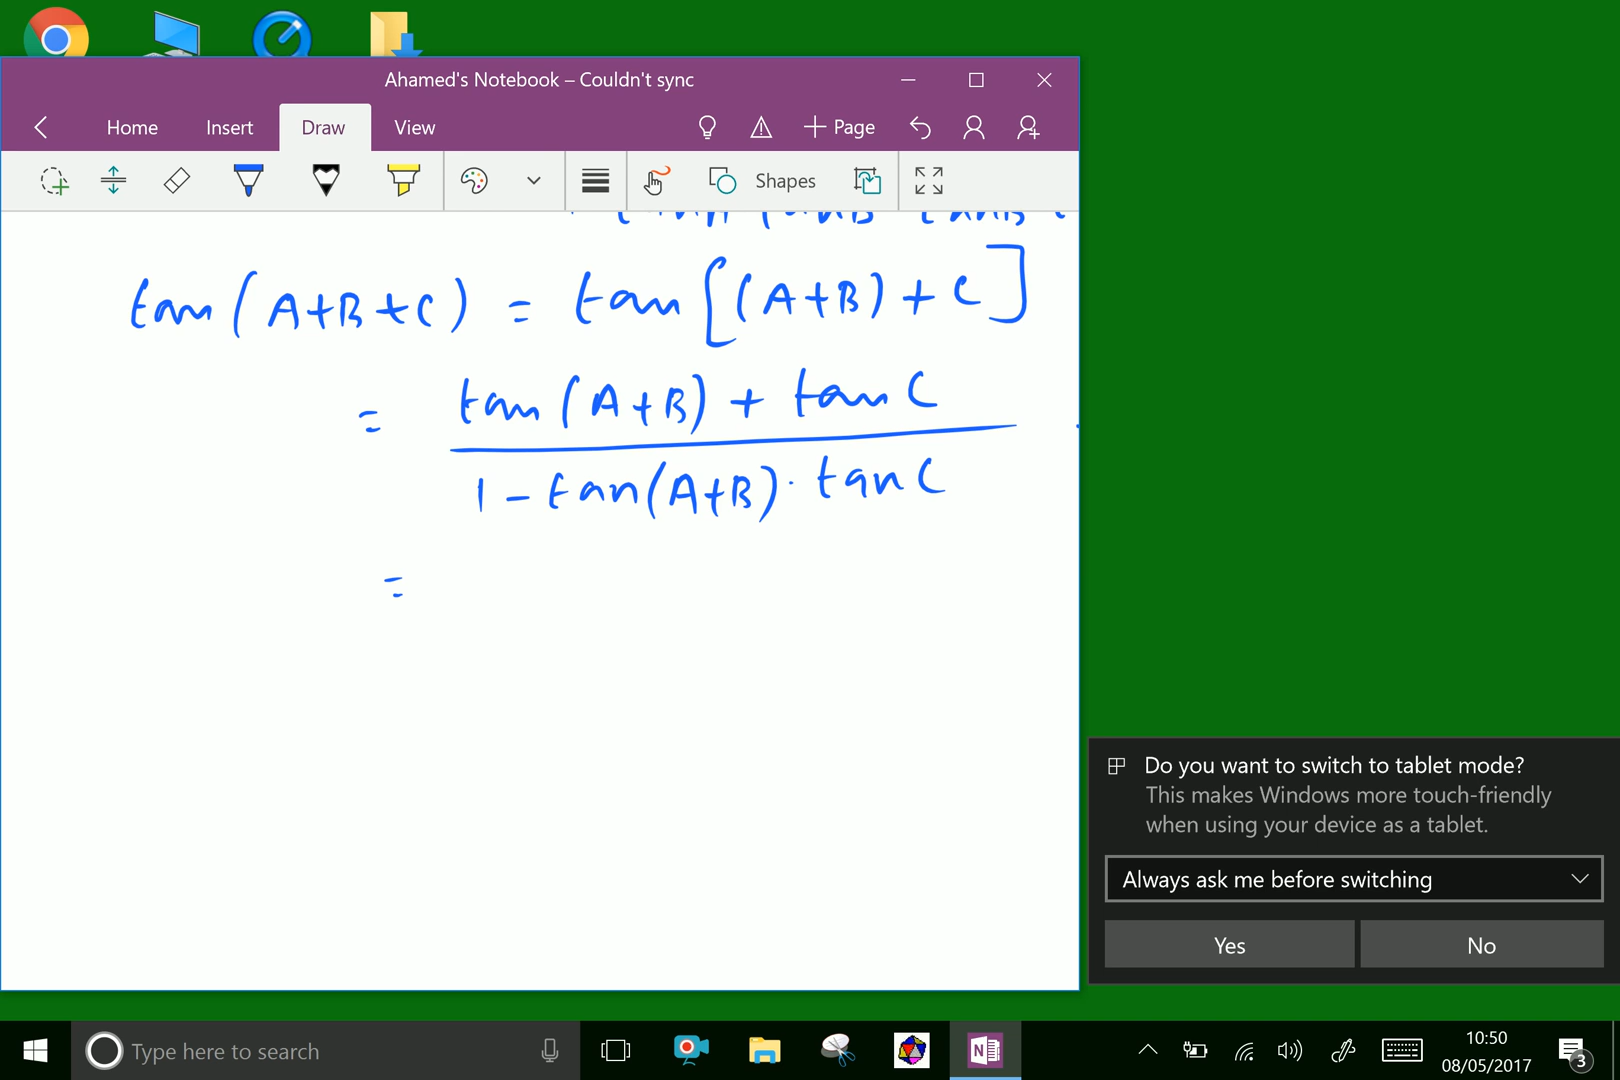 Ahamed's Notebook – Couldn't sync
Home Insert Draw View + Page
Shapes
tan(A+B+C) = tan[(A+B)+C]
= tan(A+B) + tanC
1 - tan(A+B) · tanC
=
Do you want to switch to tablet mode?
This makes Windows more touch-friendly
when using your device as a tablet.
Always ask me before switching
Yes No
Type here to search
10:50
08/05/2017
3